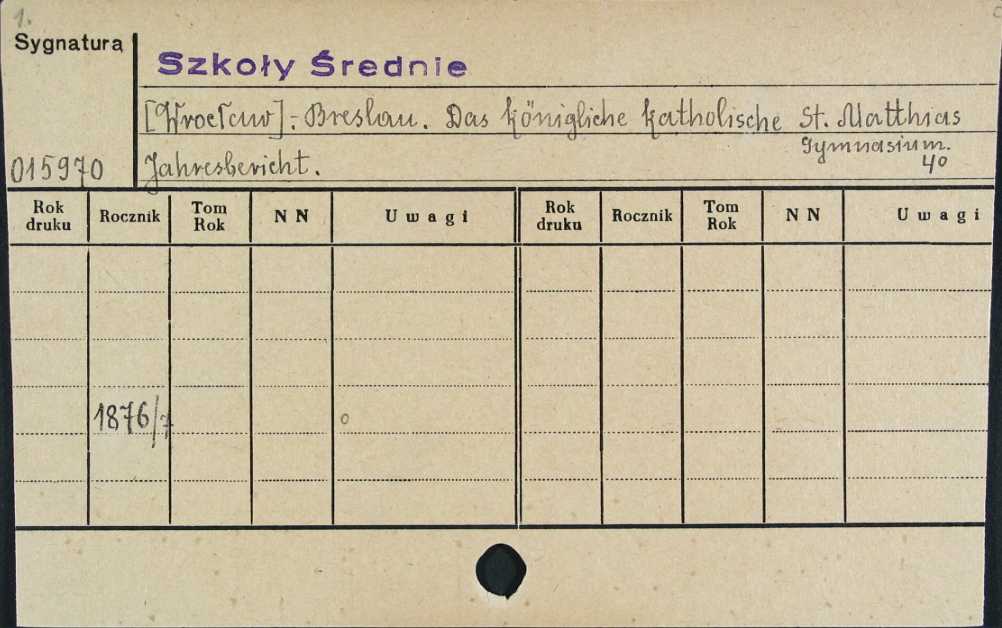 1.
Sygnatura
Szkoły Średnie
[Wrocław] :- Breslau. Das königliche katholische St. Matthias
Gymnasium.
015970 Jahresbericht. 40
Rok druku Rocznik Tom Rok N N U w a g i Rok druku Rocznik Tom Rok N N U w a g i
1876/7 o